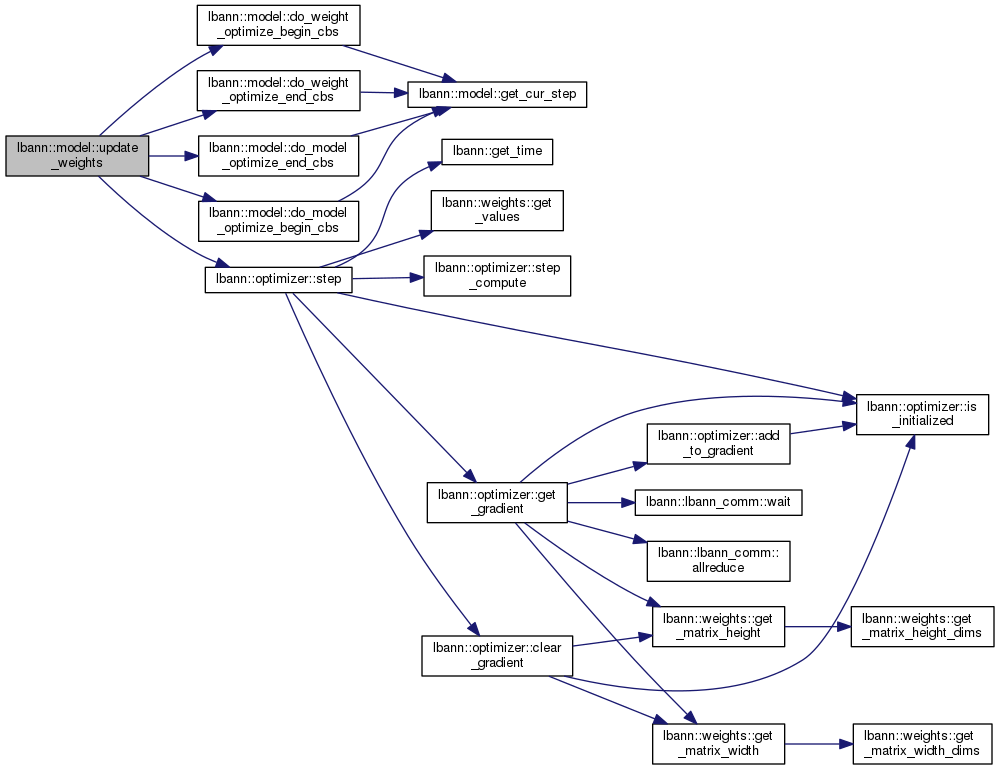 lbann::model::update
_weights
lbann::model::do_weight
_optimize_begin_cbs
lbann::model::do_weight
_optimize_end_cbs
lbann::model::do_model
_optimize_end_cbs
lbann::model::do_model
_optimize_begin_cbs
lbann::optimizer::step
lbann::model::get_cur_step
lbann::get_time
lbann::weights::get
_values
lbann::optimizer::step
_compute
lbann::optimizer::get
_gradient
lbann::optimizer::clear
_gradient
lbann::optimizer::add
_to_gradient
lbann::lbann_comm::wait
lbann::lbann_comm::
allreduce
lbann::weights::get
_matrix_height
lbann::weights::get
_matrix_width
lbann::optimizer::is
_initialized
lbann::weights::get
_matrix_height_dims
lbann::weights::get
_matrix_width_dims